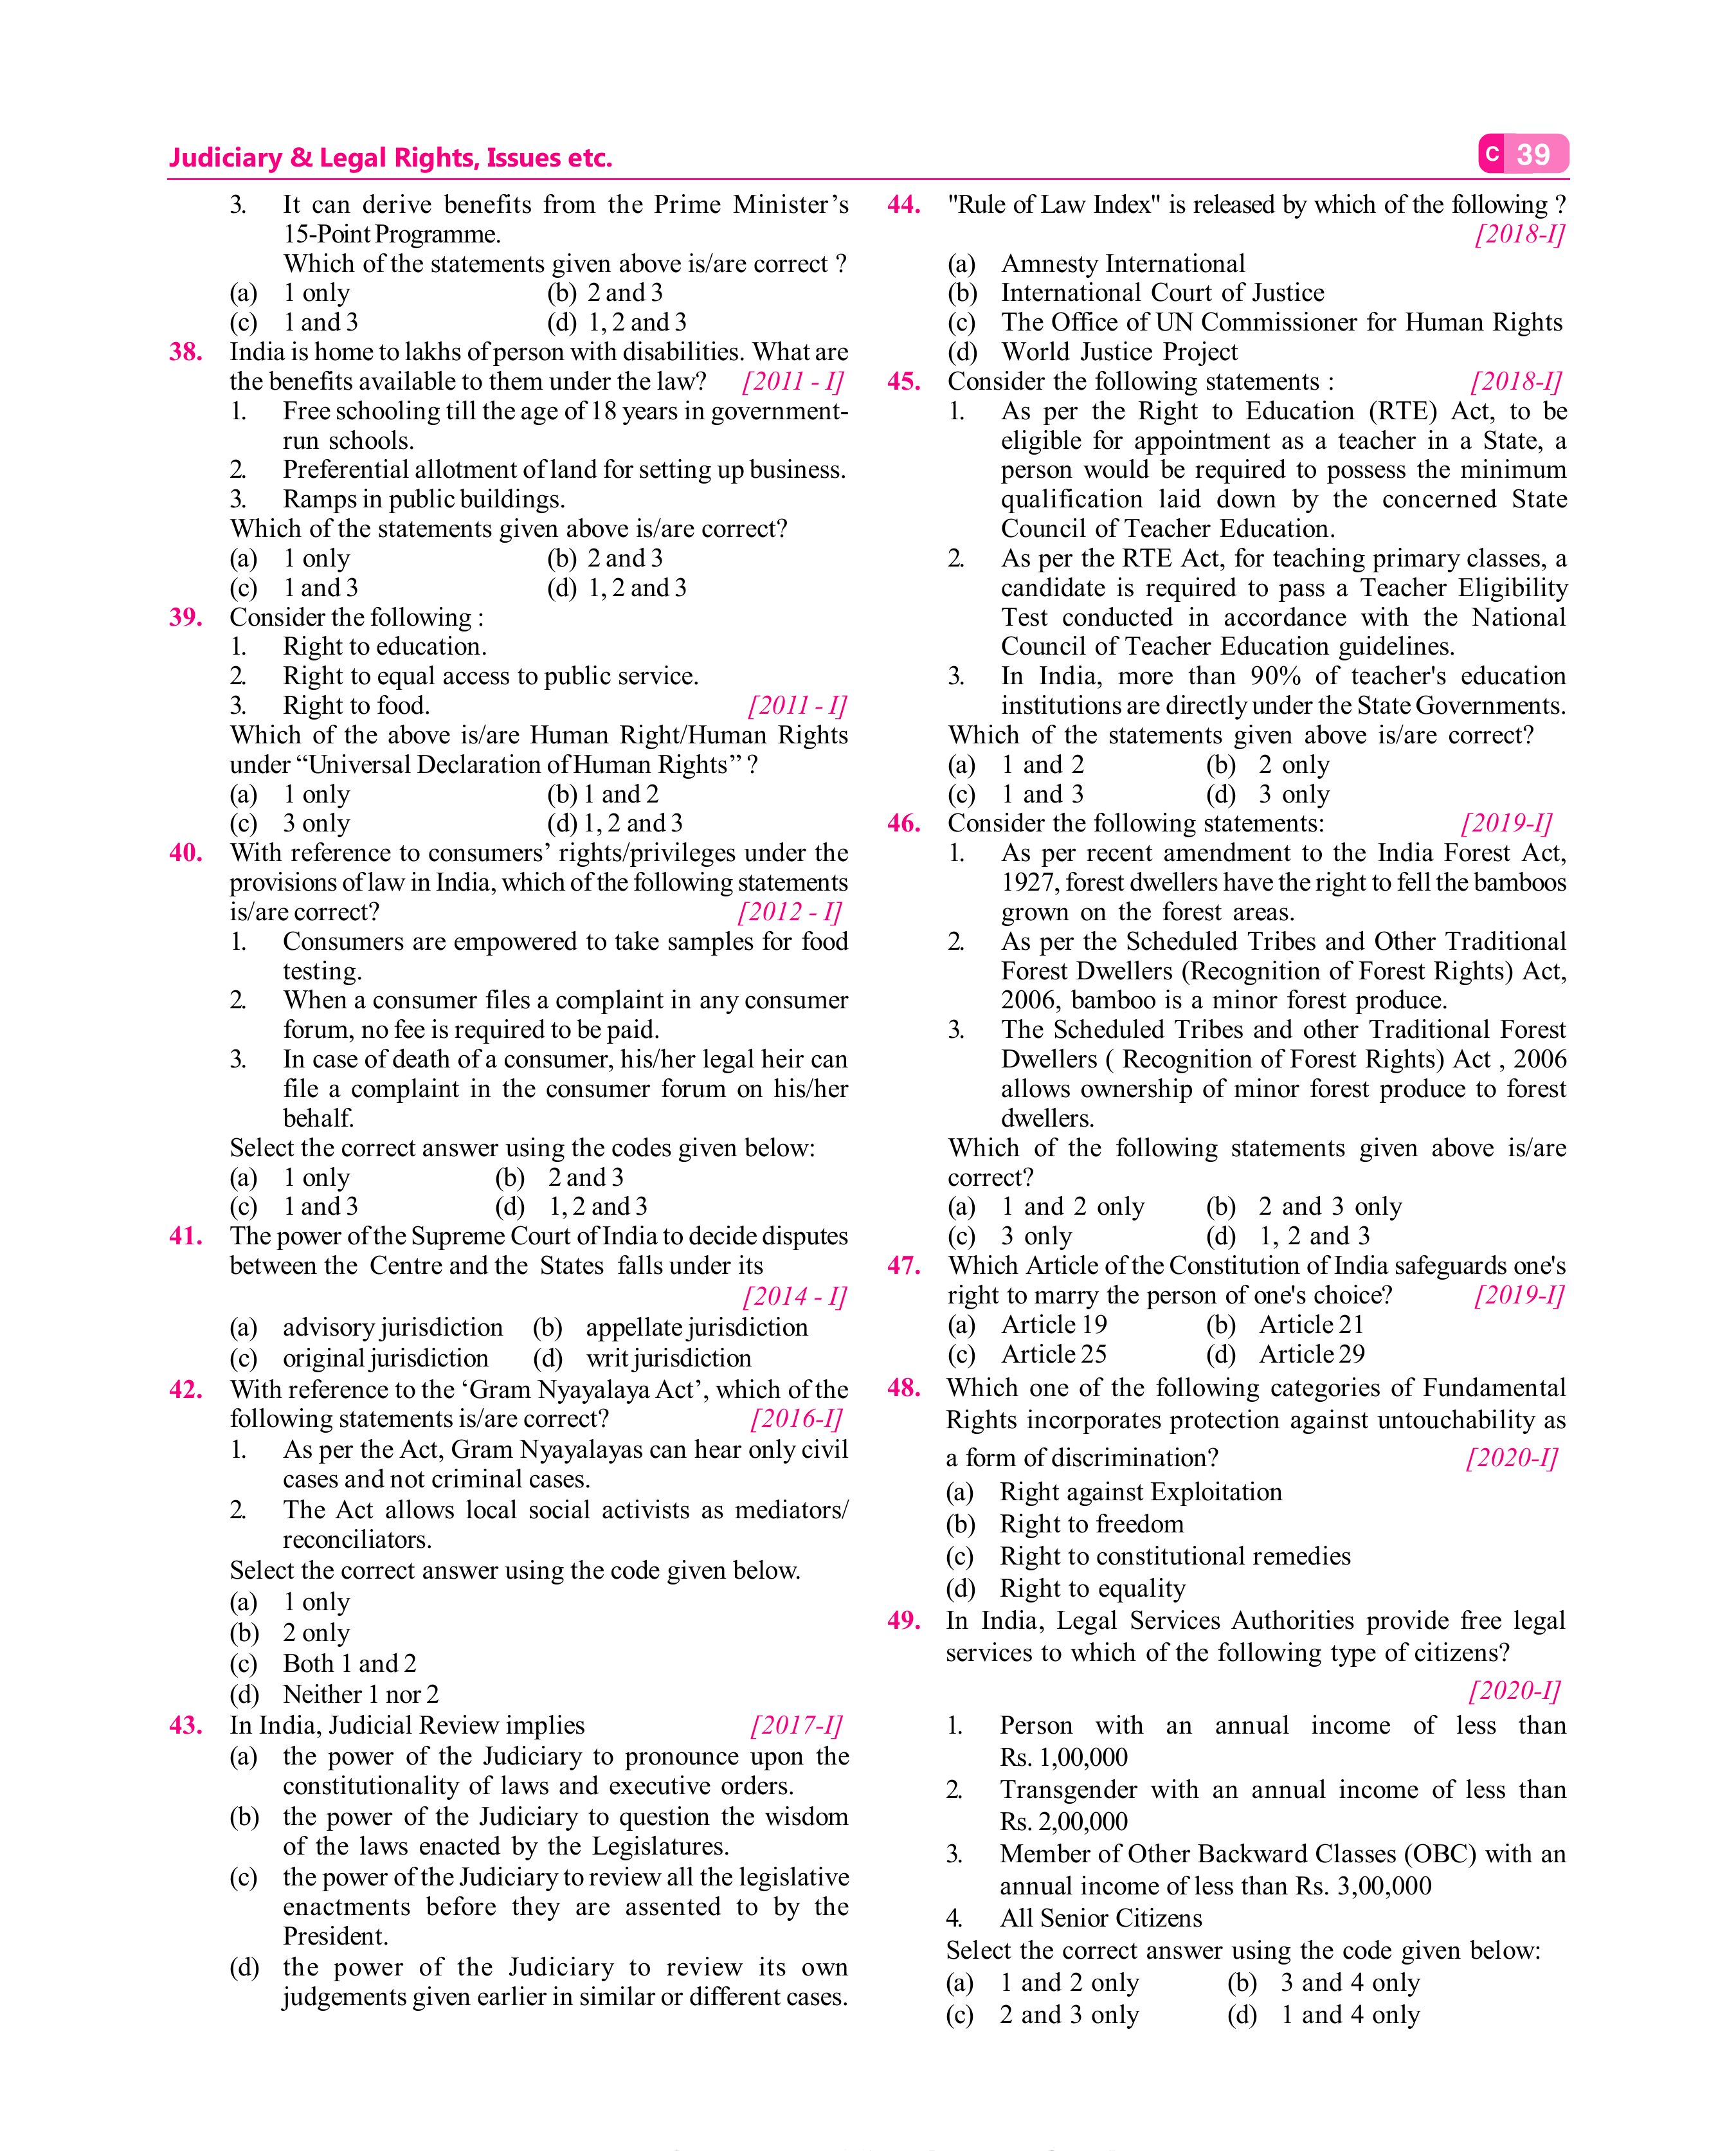 Judiciary & Legal Rights, Issues etc.
C 39
3. It can derive benefits from the Prime Minister's
15-Point Programme.
Which of the statements given above is/are correct ?
(a) 1 only (b) 2 and 3
(c) 1 and 3 (d) 1, 2 and 3
38. India is home to lakhs of person with disabilities. What are
the benefits available to them under the law? [2011 - I]
1. Free schooling till the age of 18 years in government-
run schools.
2. Preferential allotment of land for setting up business.
3. Ramps in public buildings.
Which of the statements given above is/are correct?
(a) 1 only (b) 2 and 3
(c) 1 and 3 (d) 1, 2 and 3
39. Consider the following :
1. Right to education.
2. Right to equal access to public service.
3. Right to food. [2011 - I]
Which of the above is/are Human Right/Human Rights
under “Universal Declaration of Human Rights” ?
(a) 1 only (b) 1 and 2
(c) 3 only (d) 1, 2 and 3
40. With reference to consumers’ rights/privileges under the
provisions of law in India, which of the following statements
is/are correct? [2012 - I]
1. Consumers are empowered to take samples for food
testing.
2. When a consumer files a complaint in any consumer
forum, no fee is required to be paid.
3. In case of death of a consumer, his/her legal heir can
file a complaint in the consumer forum on his/her
behalf.
Select the correct answer using the codes given below:
(a) 1 only (b) 2 and 3
(c) 1 and 3 (d) 1, 2 and 3
41. The power of the Supreme Court of India to decide disputes
between the Centre and the States falls under its
[2014 - I]
(a) advisory jurisdiction (b) appellate jurisdiction
(c) original jurisdiction (d) writ jurisdiction
42. With reference to the ‘Gram Nyayalaya Act’, which of the
following statements is/are correct? [2016-I]
1. As per the Act, Gram Nyayalayas can hear only civil
cases and not criminal cases.
2. The Act allows local social activists as mediators/
reconciliators.
Select the correct answer using the code given below.
(a) 1 only
(b) 2 only
(c) Both 1 and 2
(d) Neither 1 nor 2
43. In India, Judicial Review implies [2017-I]
(a) the power of the Judiciary to pronounce upon the
constitutionality of laws and executive orders.
(b) the power of the Judiciary to question the wisdom
of the laws enacted by the Legislatures.
(c) the power of the Judiciary to review all the legislative
enactments before they are assented to by the
President.
(d) the power of the Judiciary to review its own
judgements given earlier in similar or different cases.
44. "Rule of Law Index" is released by which of the following ?
[2018-I]
(a) Amnesty International
(b) International Court of Justice
(c) The Office of UN Commissioner for Human Rights
(d) World Justice Project
45. Consider the following statements : [2018-I]
1. As per the Right to Education (RTE) Act, to be
eligible for appointment as a teacher in a State, a
person would be required to possess the minimum
qualification laid down by the concerned State
Council of Teacher Education.
2. As per the RTE Act, for teaching primary classes, a
candidate is required to pass a Teacher Eligibility
Test conducted in accordance with the National
Council of Teacher Education guidelines.
3. In India, more than 90% of teacher's education
institutions are directly under the State Governments.
Which of the statements given above is/are correct?
(a) 1 and 2 (b) 2 only
(c) 1 and 3 (d) 3 only
46. Consider the following statements: [2019-I]
1. As per recent amendment to the India Forest Act,
1927, forest dwellers have the right to fell the bamboos
grown on the forest areas.
2. As per the Scheduled Tribes and Other Traditional
Forest Dwellers (Recognition of Forest Rights) Act,
2006, bamboo is a minor forest produce.
3. The Scheduled Tribes and other Traditional Forest
Dwellers ( Recognition of Forest Rights) Act , 2006
allows ownership of minor forest produce to forest
dwellers.
Which of the following statements given above is/are
correct?
(a) 1 and 2 only (b) 2 and 3 only
(c) 3 only (d) 1, 2 and 3
47. Which Article of the Constitution of India safeguards one's
right to marry the person of one's choice? [2019-I]
(a) Article 19 (b) Article 21
(c) Article 25 (d) Article 29
48. Which one of the following categories of Fundamental
Rights incorporates protection against untouchability as
a form of discrimination? [2020-I]
(a) Right against Exploitation
(b) Right to freedom
(c) Right to constitutional remedies
(d) Right to equality
49. In India, Legal Services Authorities provide free legal
services to which of the following type of citizens?
[2020-I]
1. Person with an annual income of less than
Rs. 1,00,000
2. Transgender with an annual income of less than
Rs. 2,00,000
3. Member of Other Backward Classes (OBC) with an
annual income of less than Rs. 3,00,000
4. All Senior Citizens
Select the correct answer using the code given below:
(a) 1 and 2 only (b) 3 and 4 only
(c) 2 and 3 only (d) 1 and 4 only